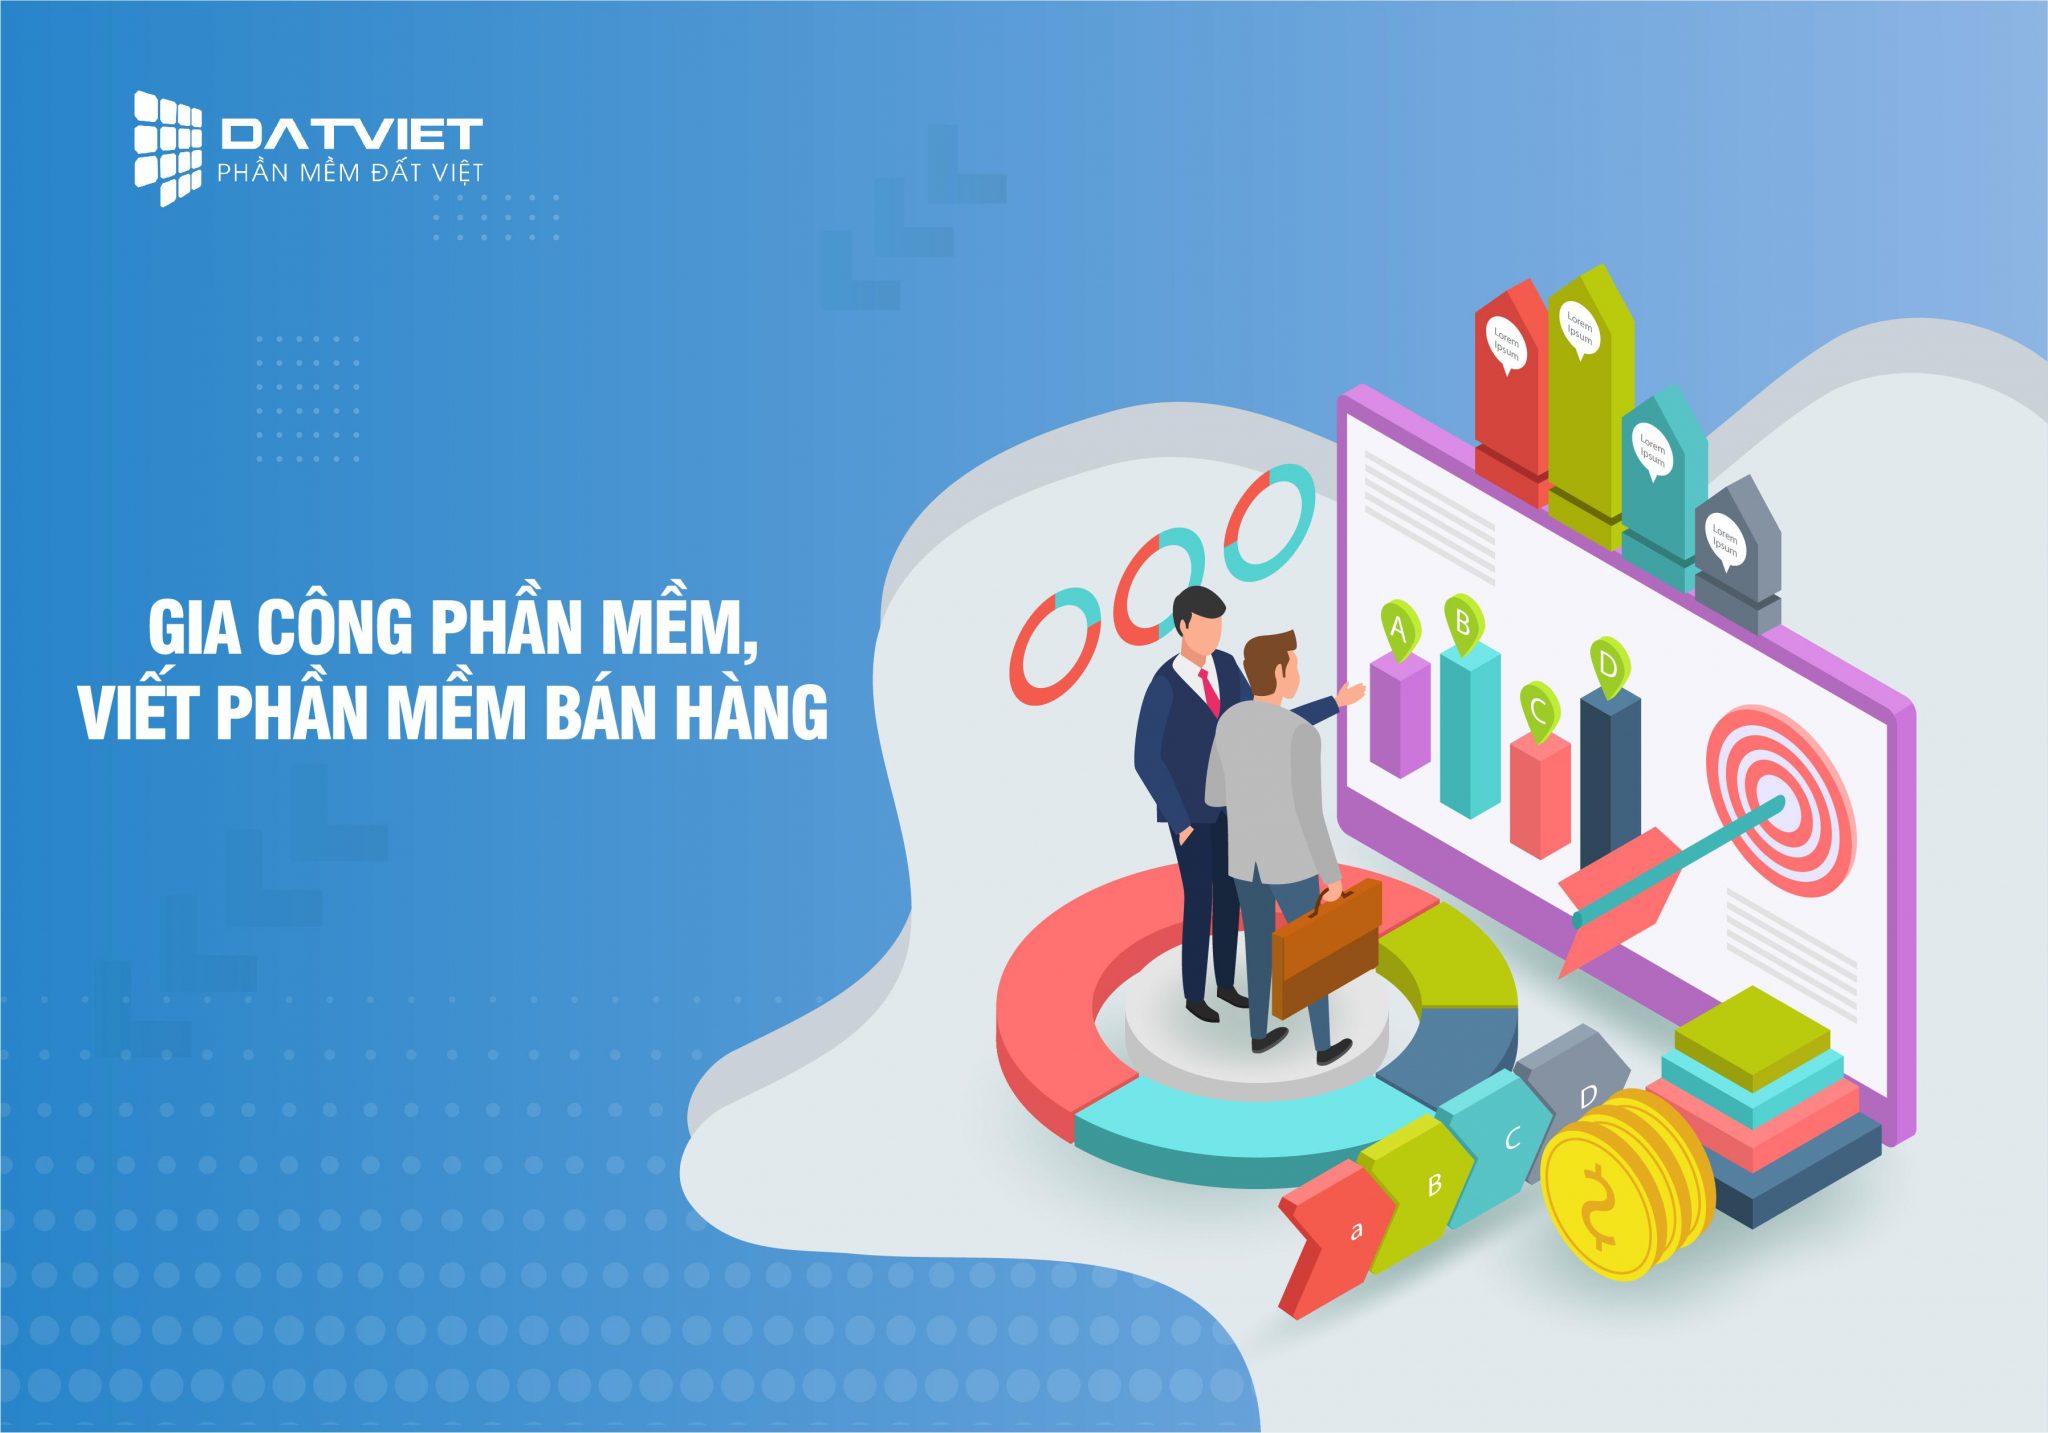 DATVIET
PHẦN MỀM ĐẤT VIỆT
GIA CÔNG PHẦN MỀM,
VIẾT PHẦN MỀM BÁN HÀNG
Lorem
Ipsum
Lorem
Ipsum
Lorem
Ipsum
Lorem
Ipsum
A
B
C
D
a
B
C
D